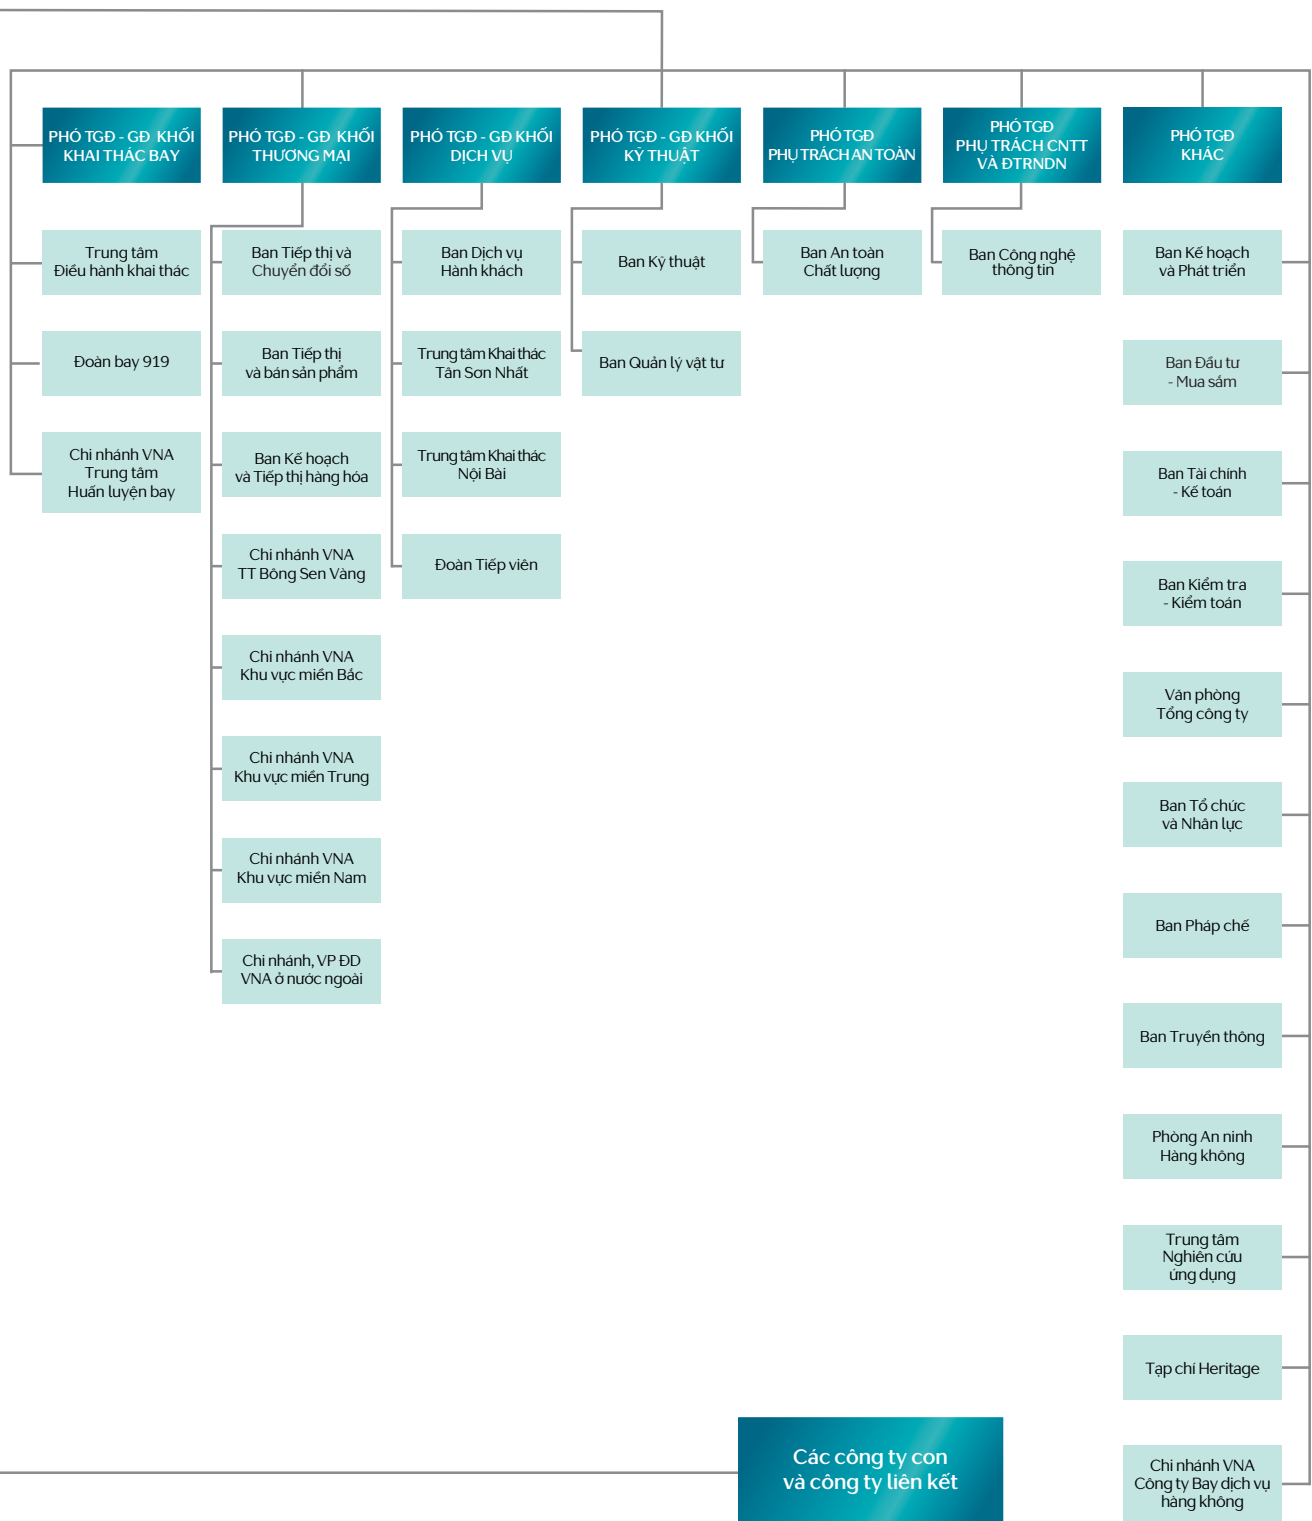 PHÓ TGĐ - GĐ KHỐI
KHAI THÁC BAY
PHÓ TGĐ - GĐ KHỐI
THƯƠNG MẠI
PHÓ TGĐ - GĐ KHỐI
DỊCH VỤ
PHÓ TGĐ - GĐ KHỐI
KỸ THUẬT
PHÓ TGĐ
PHỤ TRÁCH AN TOÀN
PHÓ TGĐ
PHỤ TRÁCH CNTT
VÀ ĐTRNDN
PHÓ TGĐ
KHÁC
Trung tâm
Điều hành khai thác
Đoàn bay 919
Chi nhánh VNA
Trung tâm
Huấn luyện bay
Ban Tiếp thị và
Chuyển đổi số
Ban Tiếp thị
và bán sản phẩm
Ban Kế hoạch
và Tiếp thị hàng hóa
Chi nhánh VNA
TT Bông Sen Vàng
Chi nhánh VNA
Khu vực miền Bắc
Chi nhánh VNA
Khu vực miền Trung
Chi nhánh VNA
Khu vực miền Nam
Chi nhánh, VP ĐD
VNA ở nước ngoài
Ban Dịch vụ
Hành khách
Trung tâm Khai thác
Tân Sơn Nhất
Trung tâm Khai thác
Nội Bài
Đoàn Tiếp viên
Ban Kỹ thuật
Ban Quản lý vật tư
Ban An toàn
Chất lượng
Ban Công nghệ
thông tin
Ban Kế hoạch
và Phát triển
Ban Đầu tư
- Mua sắm
Ban Tài chính
- Kế toán
Ban Kiểm tra
- Kiểm toán
Văn phòng
Tổng công ty
Ban Tổ chức
và Nhân lực
Ban Pháp chế
Ban Truyền thông
Phòng An ninh
Hàng không
Trung tâm
Nghiên cứu
ứng dụng
Tạp chí Heritage
Chi nhánh VNA
Công ty Bay dịch vụ
hàng không
Các công ty con
và công ty liên kết